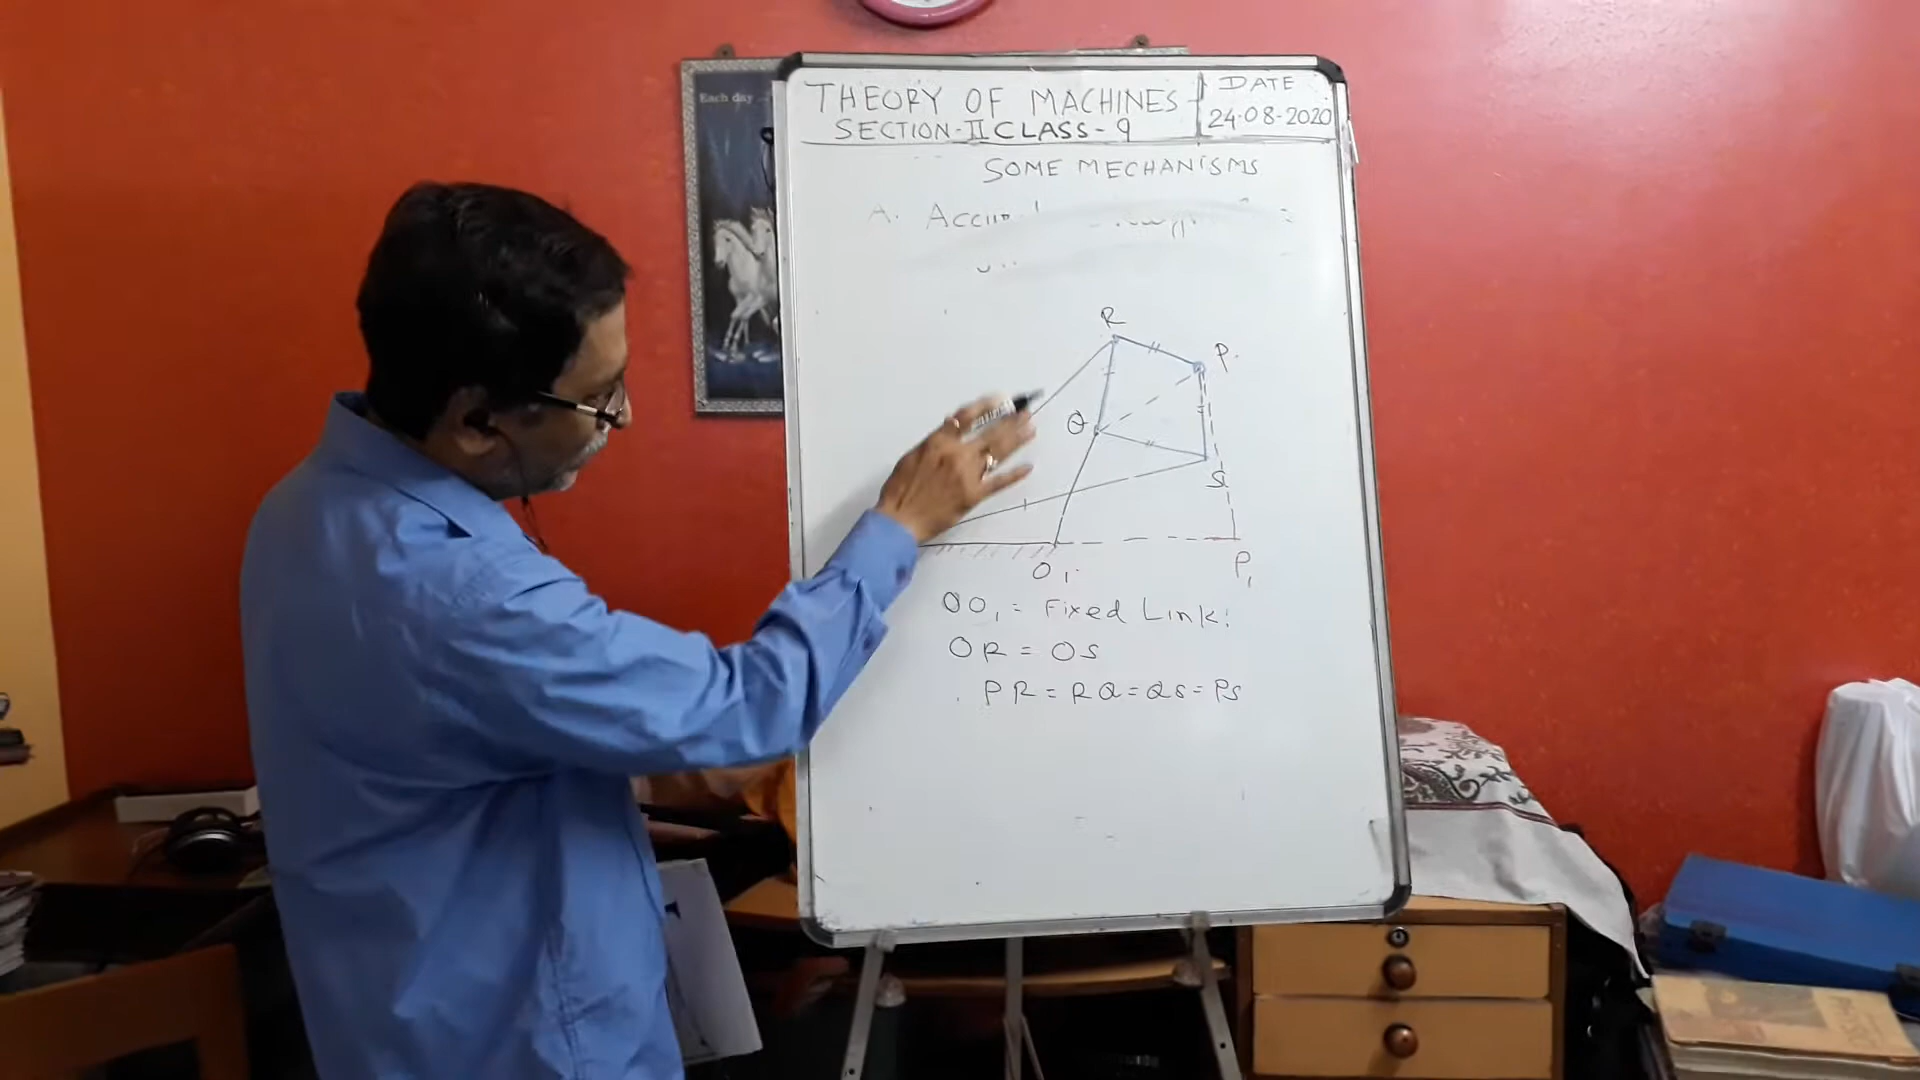 Each day
THEORY OF MACHINES
SECTION-II CLASS-9
DATE
24-08-2020
SOME MECHANISMS
A.
R
P.
Q
S
O1.
P1
OO1 = Fixed Link.
OR = OS
PR = RQ = QS = PS